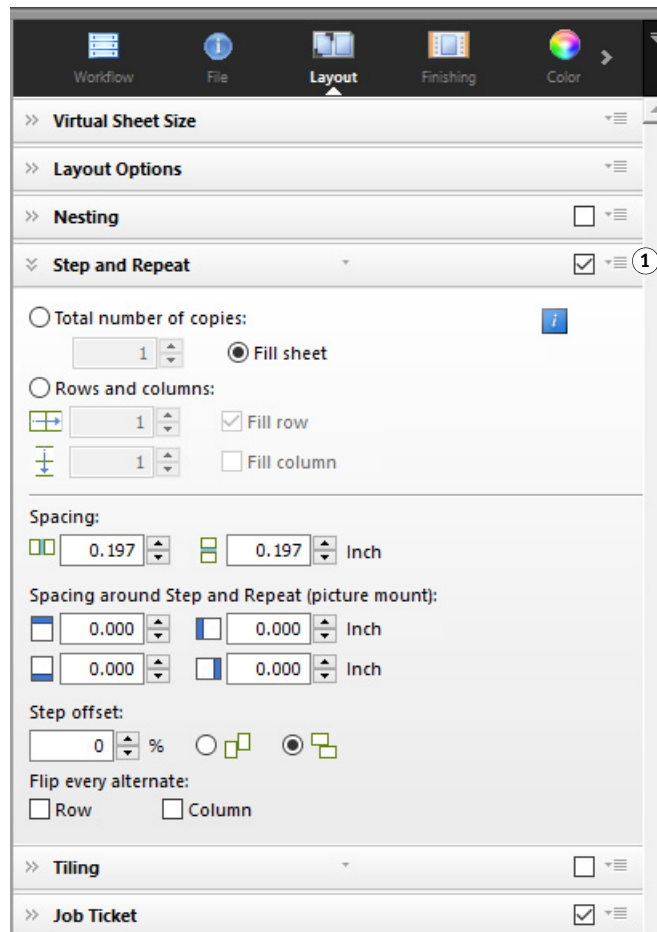 Workflow File Layout Finishing Color
Virtual Sheet Size
Layout Options
Nesting
Step and Repeat 1
Total number of copies: i
1 Fill sheet
Rows and columns:
1 Fill row
1 Fill column
Spacing:
0.197 0.197 Inch
Spacing around Step and Repeat (picture mount):
0.000 0.000 Inch
0.000 0.000 Inch
Step offset:
0 %
Flip every alternate:
Row Column
Tiling
Job Ticket